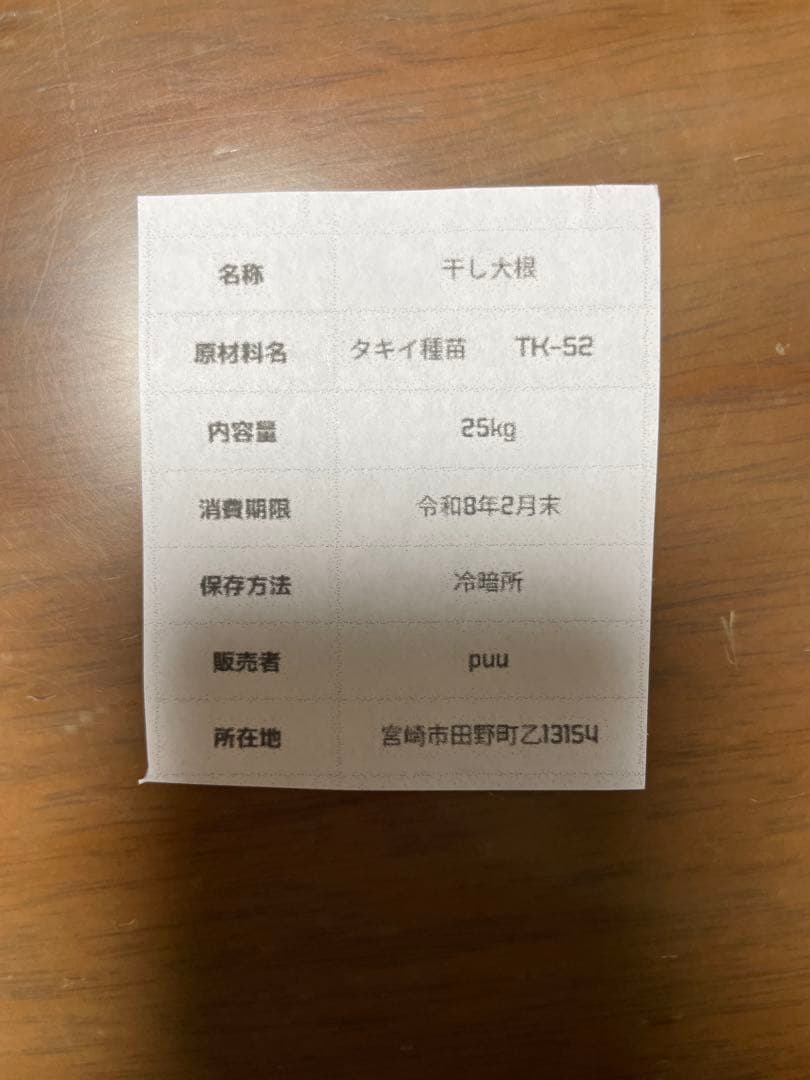 名称 干し大根
原材料名 タキイ種苗 TK-52
内容量 25kg
消費期限 令和8年2月末
保存方法 冷暗所
販売者 puu
所在地 宮崎市田野町乙13154